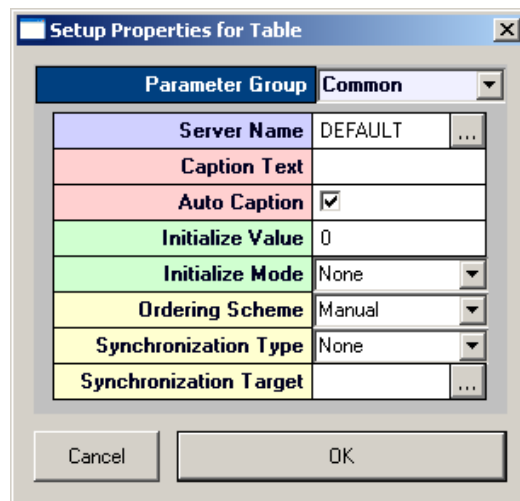 Setup Properties for Table
Parameter Group Common
Server Name DEFAULT ...
Caption Text
Auto Caption
Initialize Value 0
Initialize Mode None
Ordering Scheme Manual
Synchronization Type None
Synchronization Target ...
Cancel OK